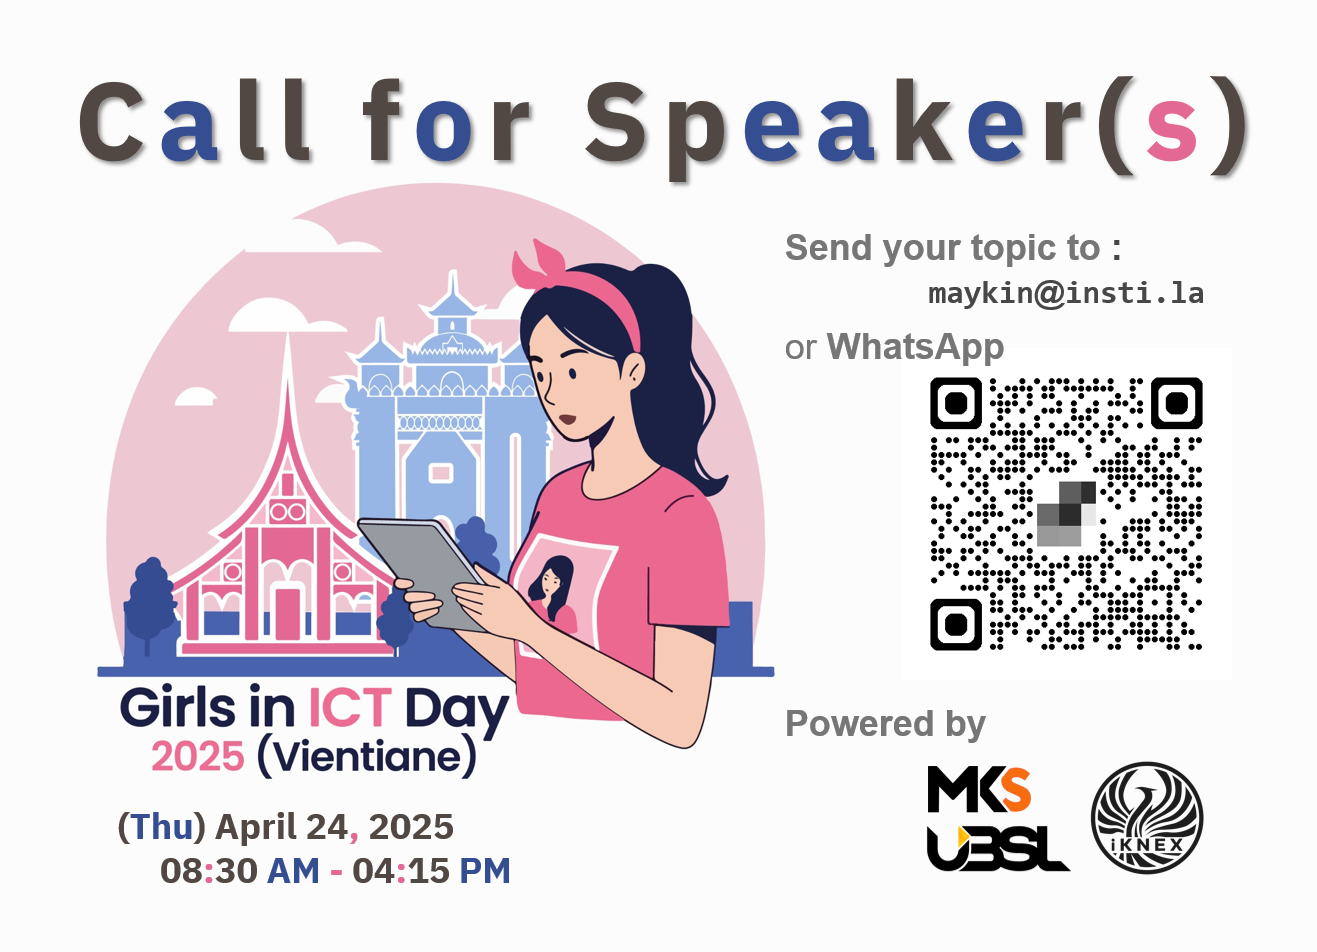 Call for Speaker(s)
Send your topic to :
maykin@insti.la
or WhatsApp
Girls in ICT Day
2025 (Vientiane)
(Thu) April 24, 2025
08:30 AM - 04:15 PM
Powered by
MKS
UBSL
iKNEX